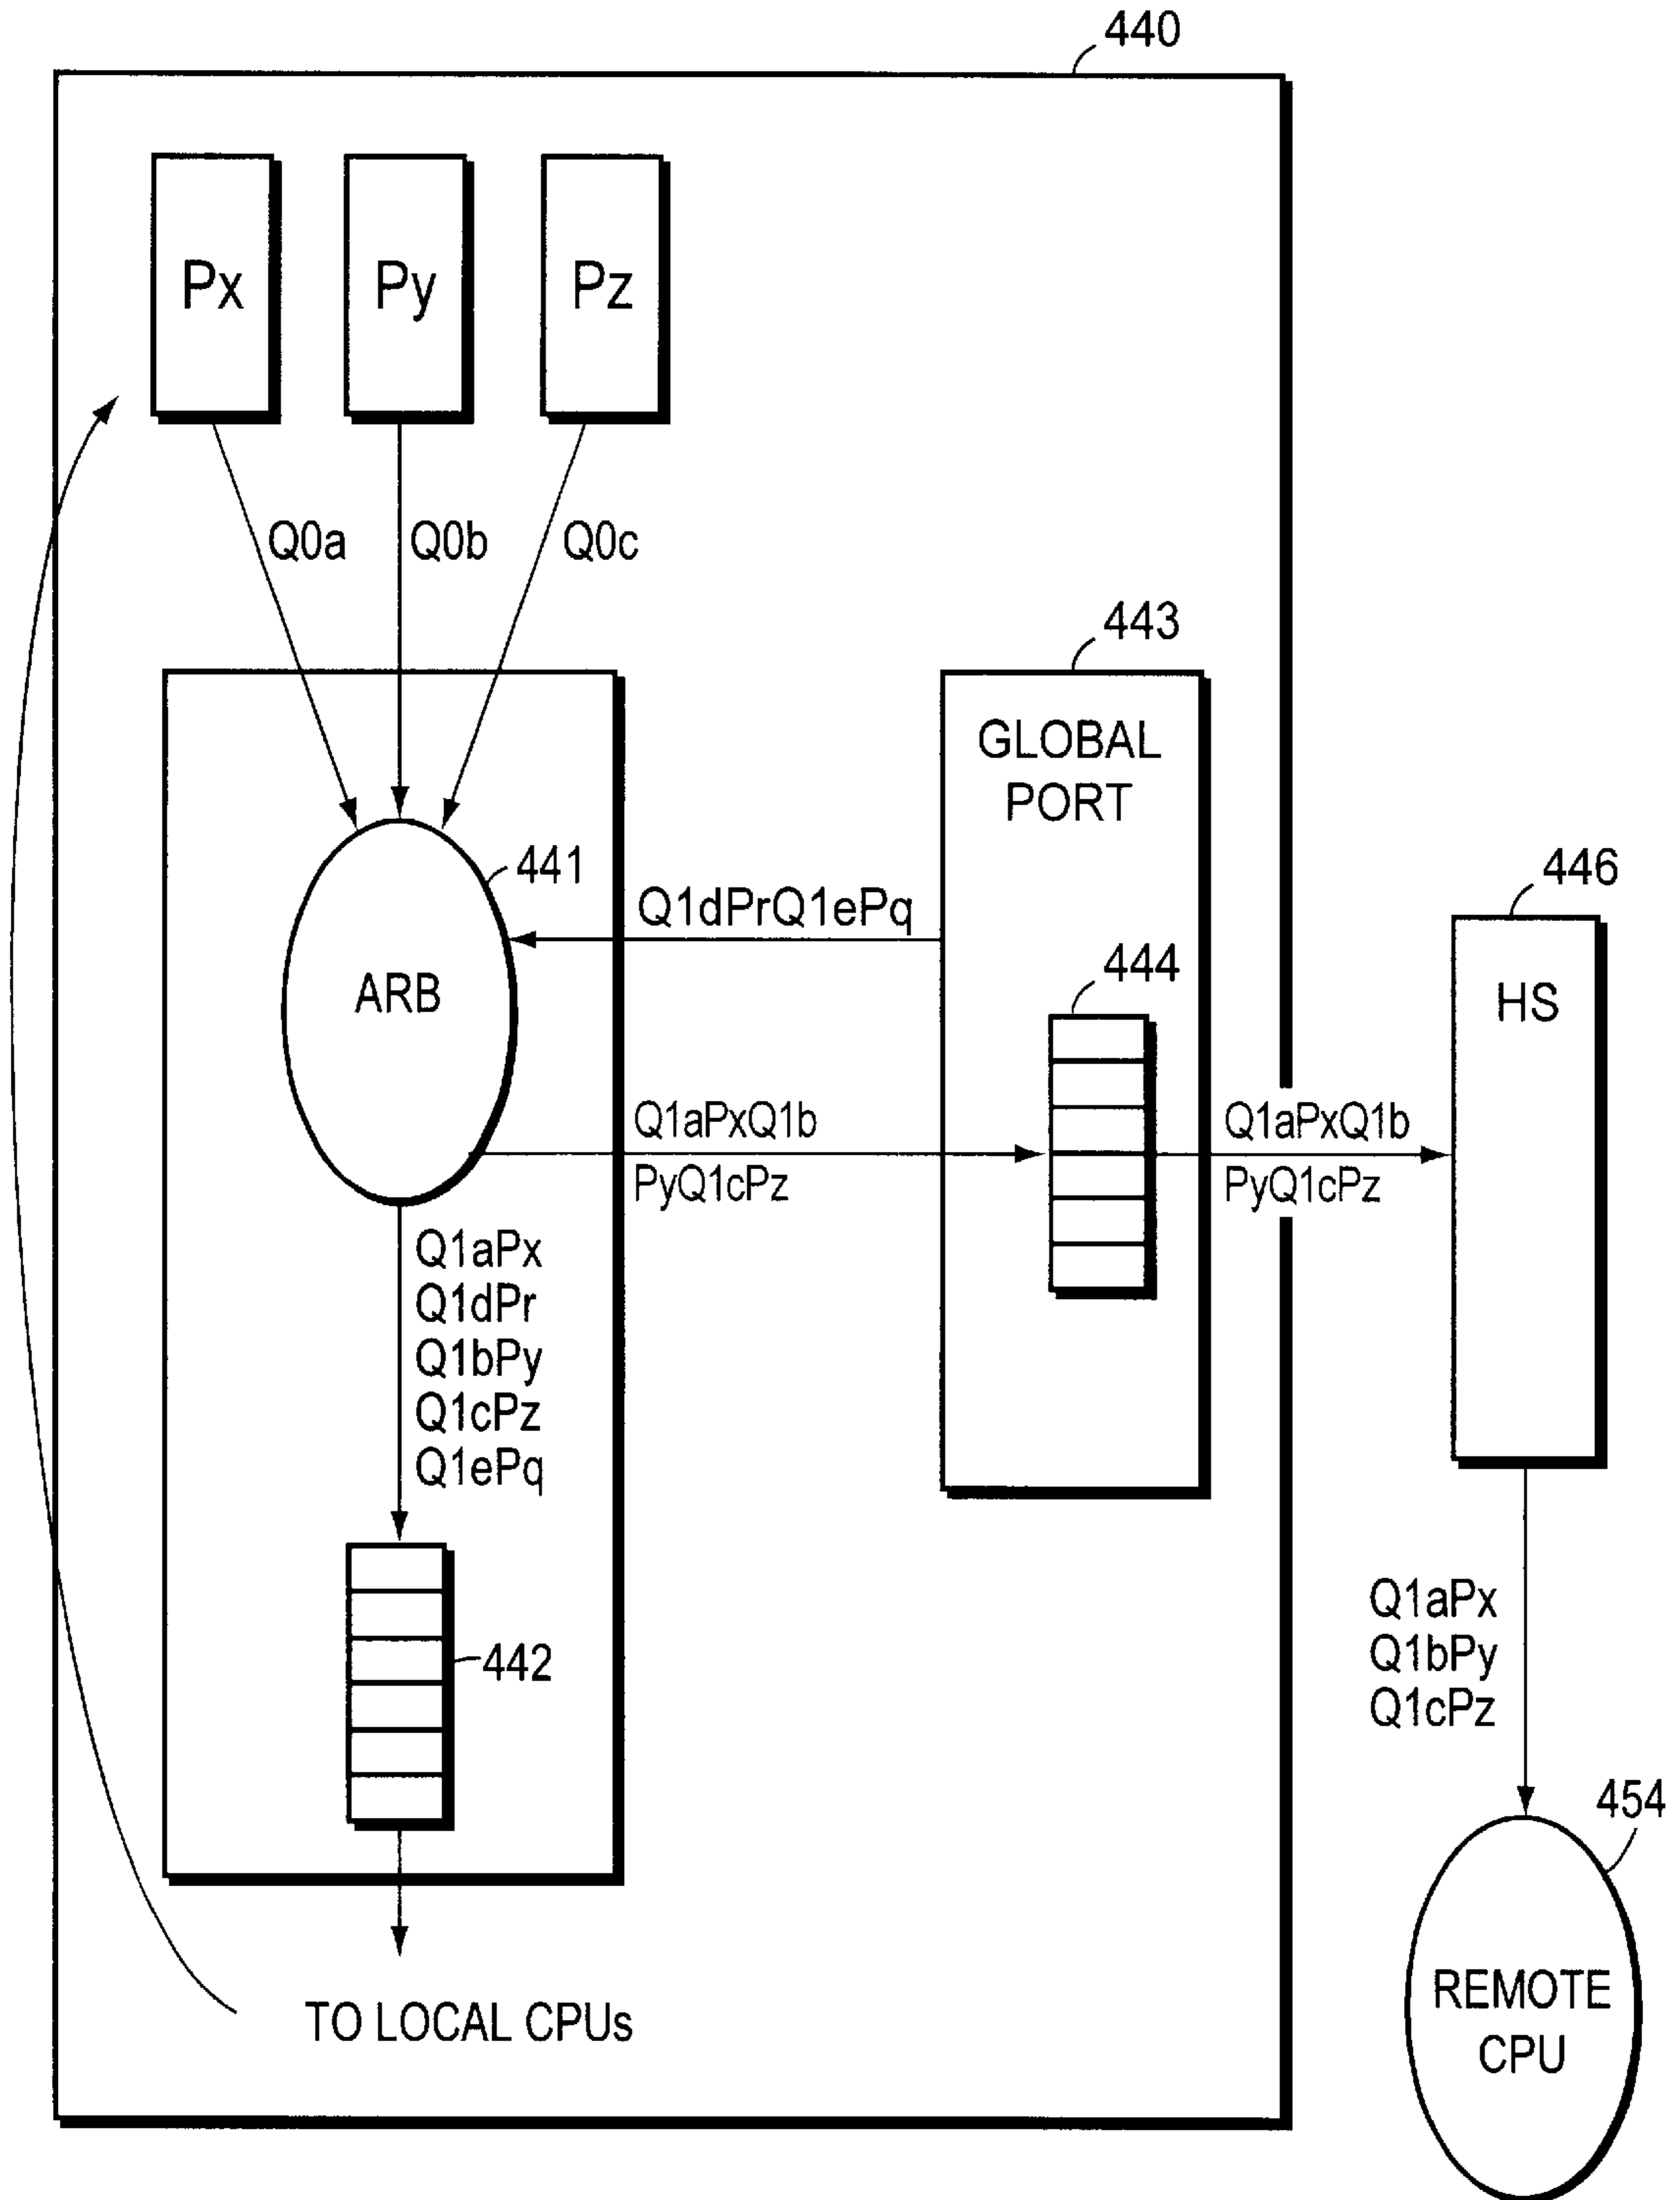 440
Px
Py
Pz
Q0a
Q0b
Q0c
443
GLOBAL
PORT
441
ARB
Q1dPrQ1ePq
444
446
HS
Q1aPxQ1b
PyQ1cPz
Q1aPxQ1b
PyQ1cPz
Q1aPx
Q1dPr
Q1bPy
Q1cPz
Q1ePq
442
Q1aPx
Q1bPy
Q1cPz
454
REMOTE
CPU
TO LOCAL CPUs